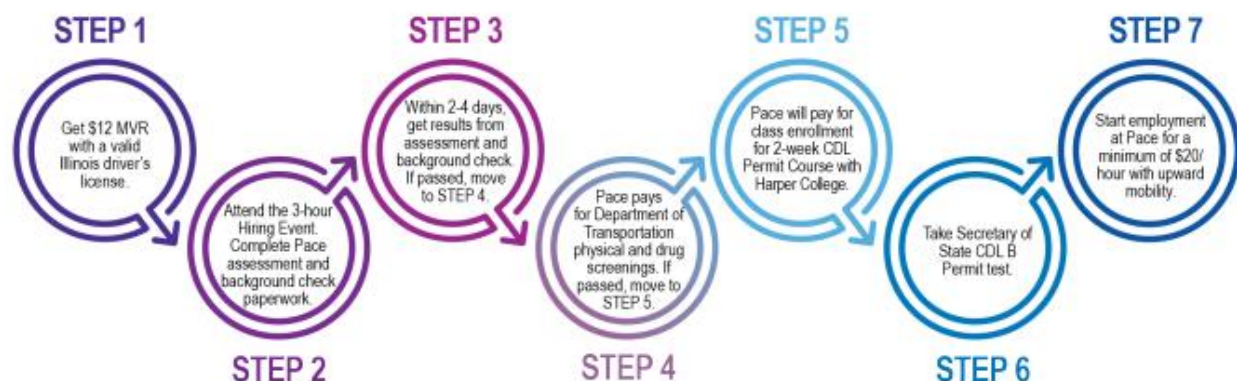 STEP 1
Get $12 MVR
with a valid
Illinois driver's
license.
STEP 2
Attend the 3-hour
Hiring Event.
Complete Pace
assessment and
background check
paperwork.
STEP 3
Within 2-4 days,
get results from
assessment and
background check.
If passed, move
to STEP 4.
STEP 4
Pace pays
for Department of
Transportation
physical and drug
screenings. If
passed, move to
STEP 5.
STEP 5
Pace will pay for
class enrollment
for 2-week CDL
Permit Course with
Harper College.
STEP 6
Take Secretary of
State CDL B
Permit test.
STEP 7
Start employment
at Pace for a
minimum of $20/
hour with upward
mobility.